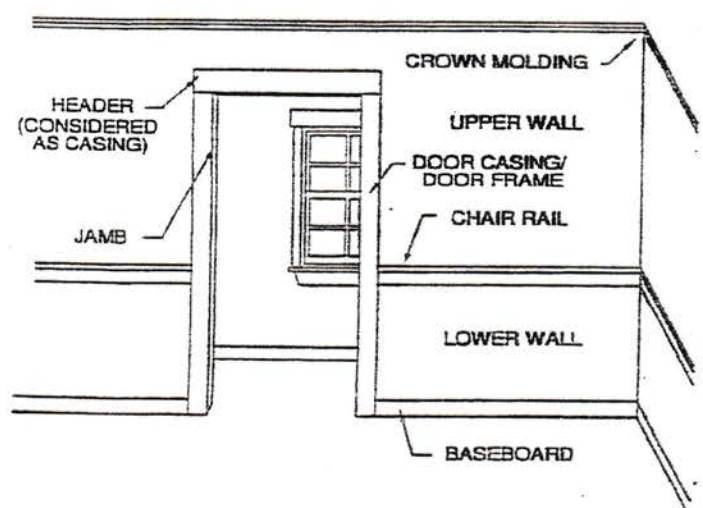 CROWN MOLDING
HEADER
(CONSIDERED
AS CASING)
UPPER WALL
DOOR CASING/
DOOR FRAME
CHAIR RAIL
JAMB
LOWER WALL
BASEBOARD